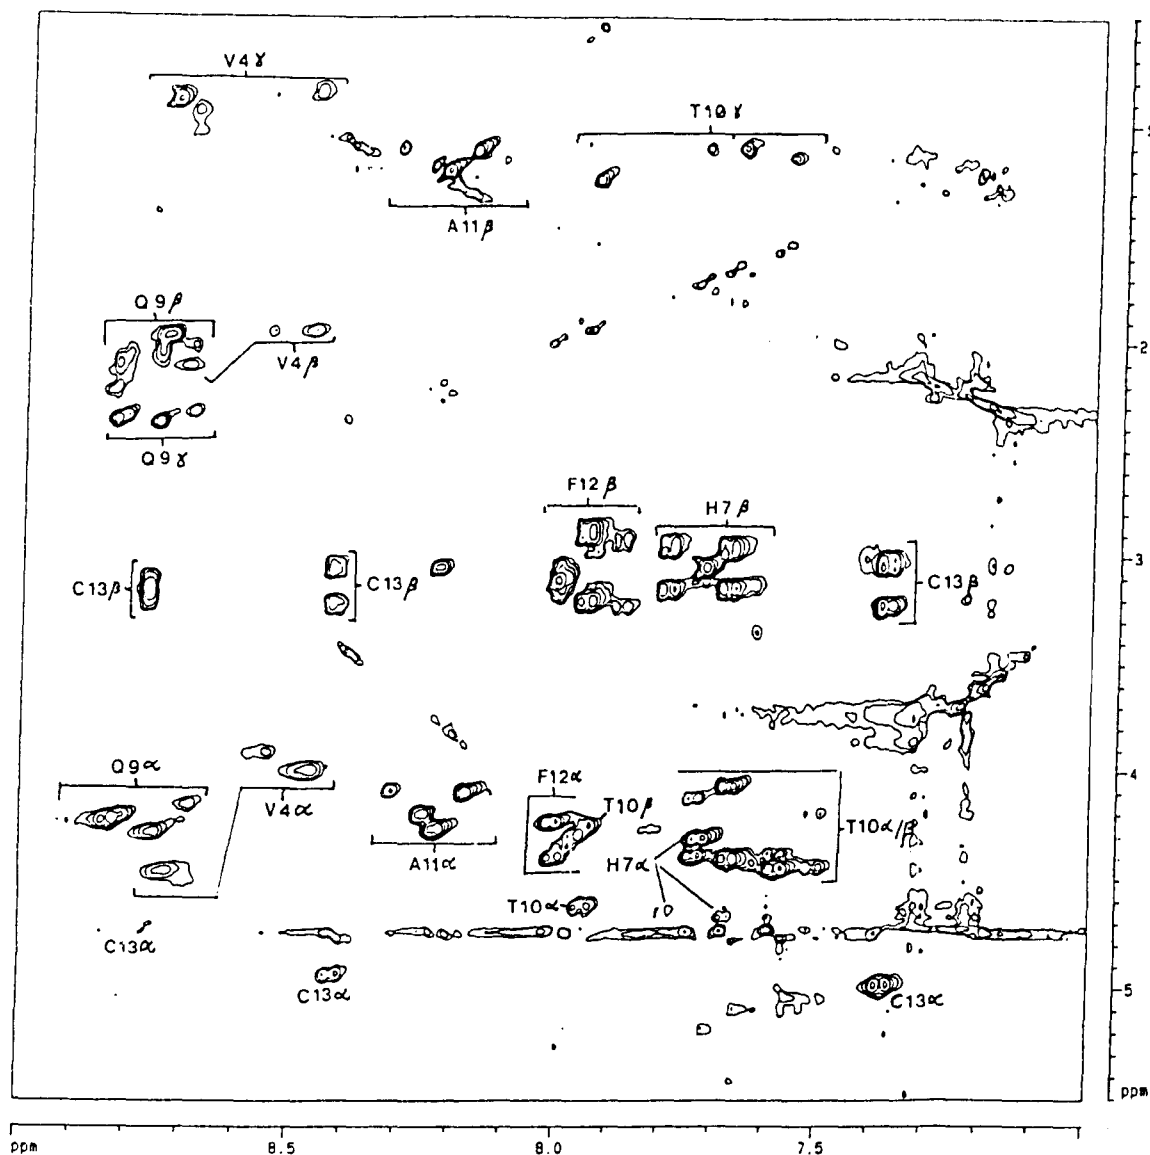 V4γ
T10γ
1
A11β
Q9β
V4β
2
Q9γ
F12β
H7β
C13β
C13β
C13β
3
Q9α
V4α
4
F12α
T10β
T10α/β
A11α
H7α
T10α
C13α
C13α
C13α
5
ppm
ppm
8.5
8.0
7.5